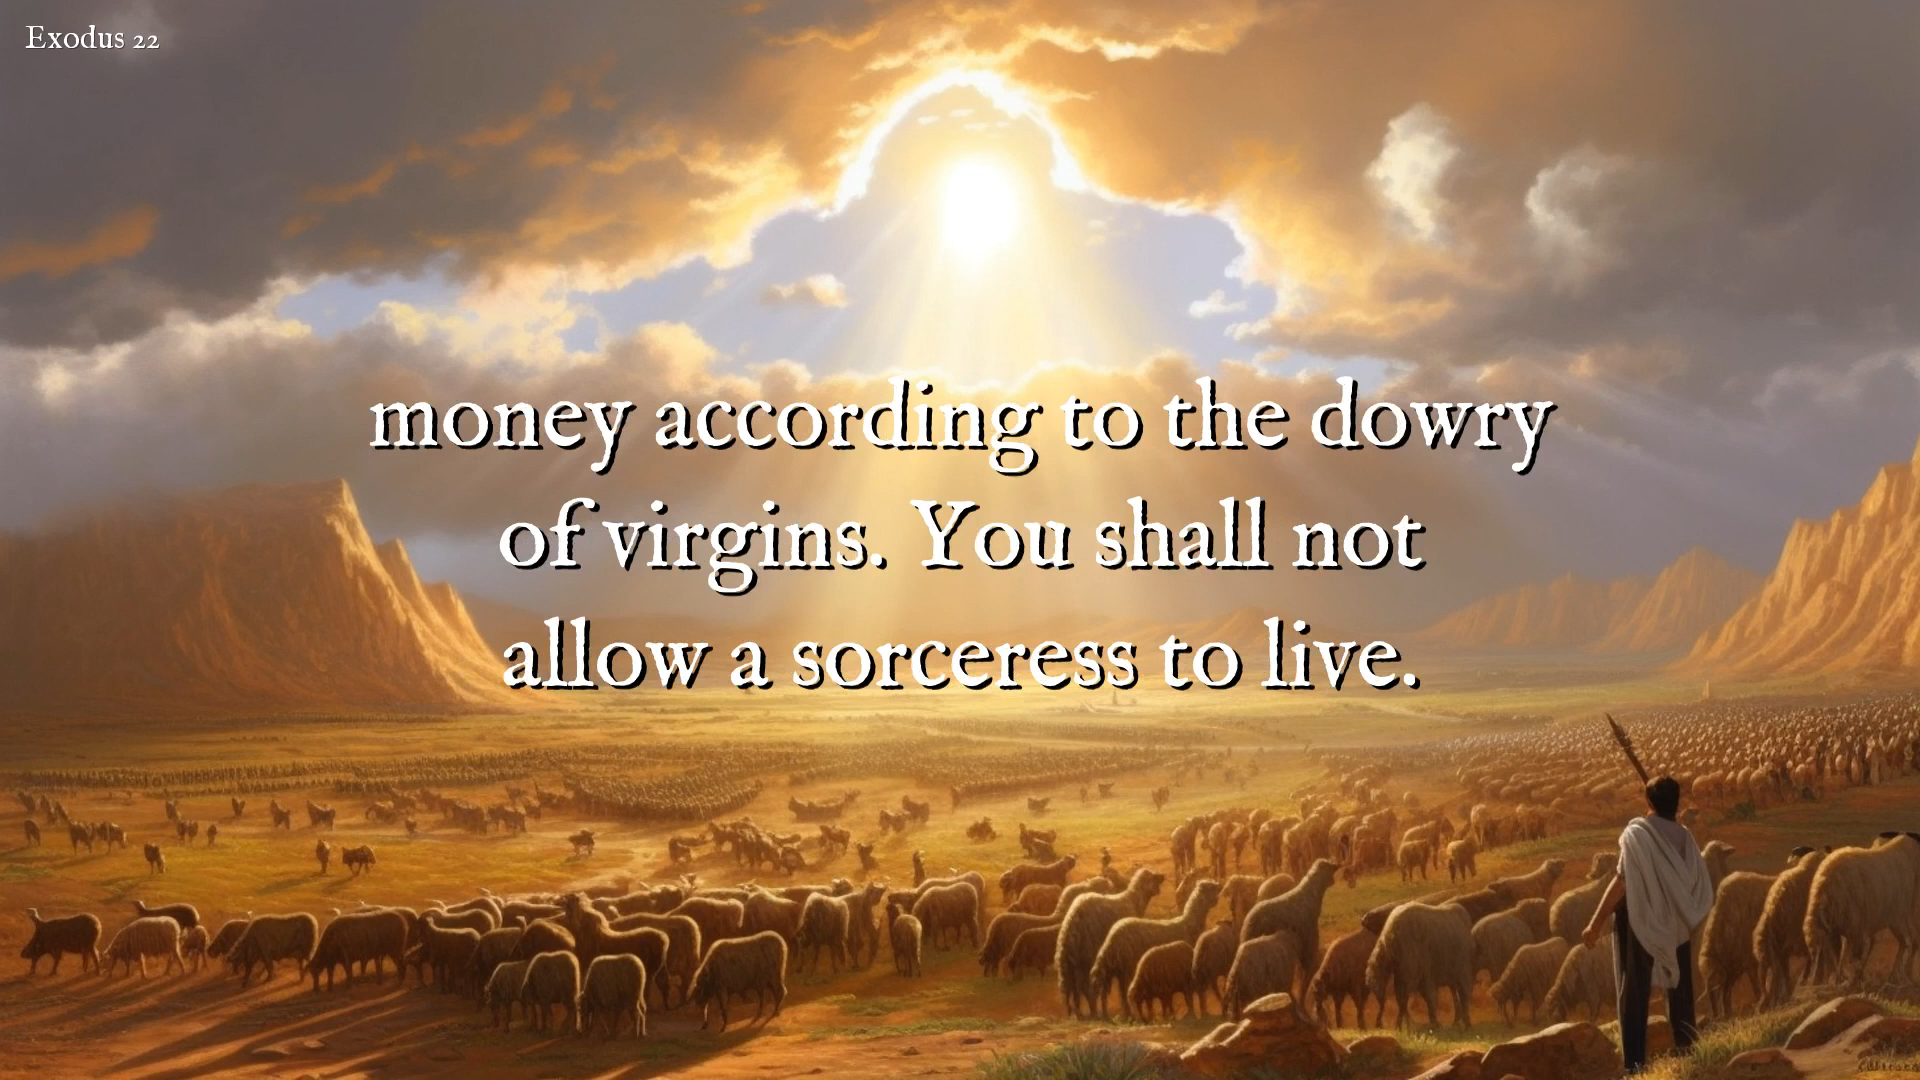 Exodus 22
money according to the dowry
of virgins. You shall not
allow a sorceress to live.